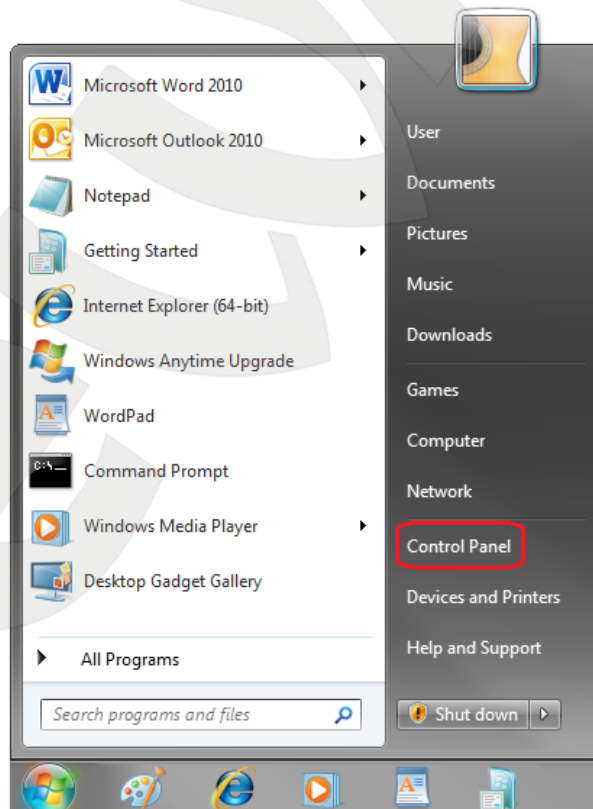 Microsoft Word 2010
Microsoft Outlook 2010
Notepad
Getting Started
Internet Explorer (64-bit)
Windows Anytime Upgrade
WordPad
C:\_
Command Prompt
Windows Media Player
Desktop Gadget Gallery
All Programs
Search programs and files
User
Documents
Pictures
Music
Downloads
Games
Computer
Network
Control Panel
Devices and Printers
Help and Support
Shut down